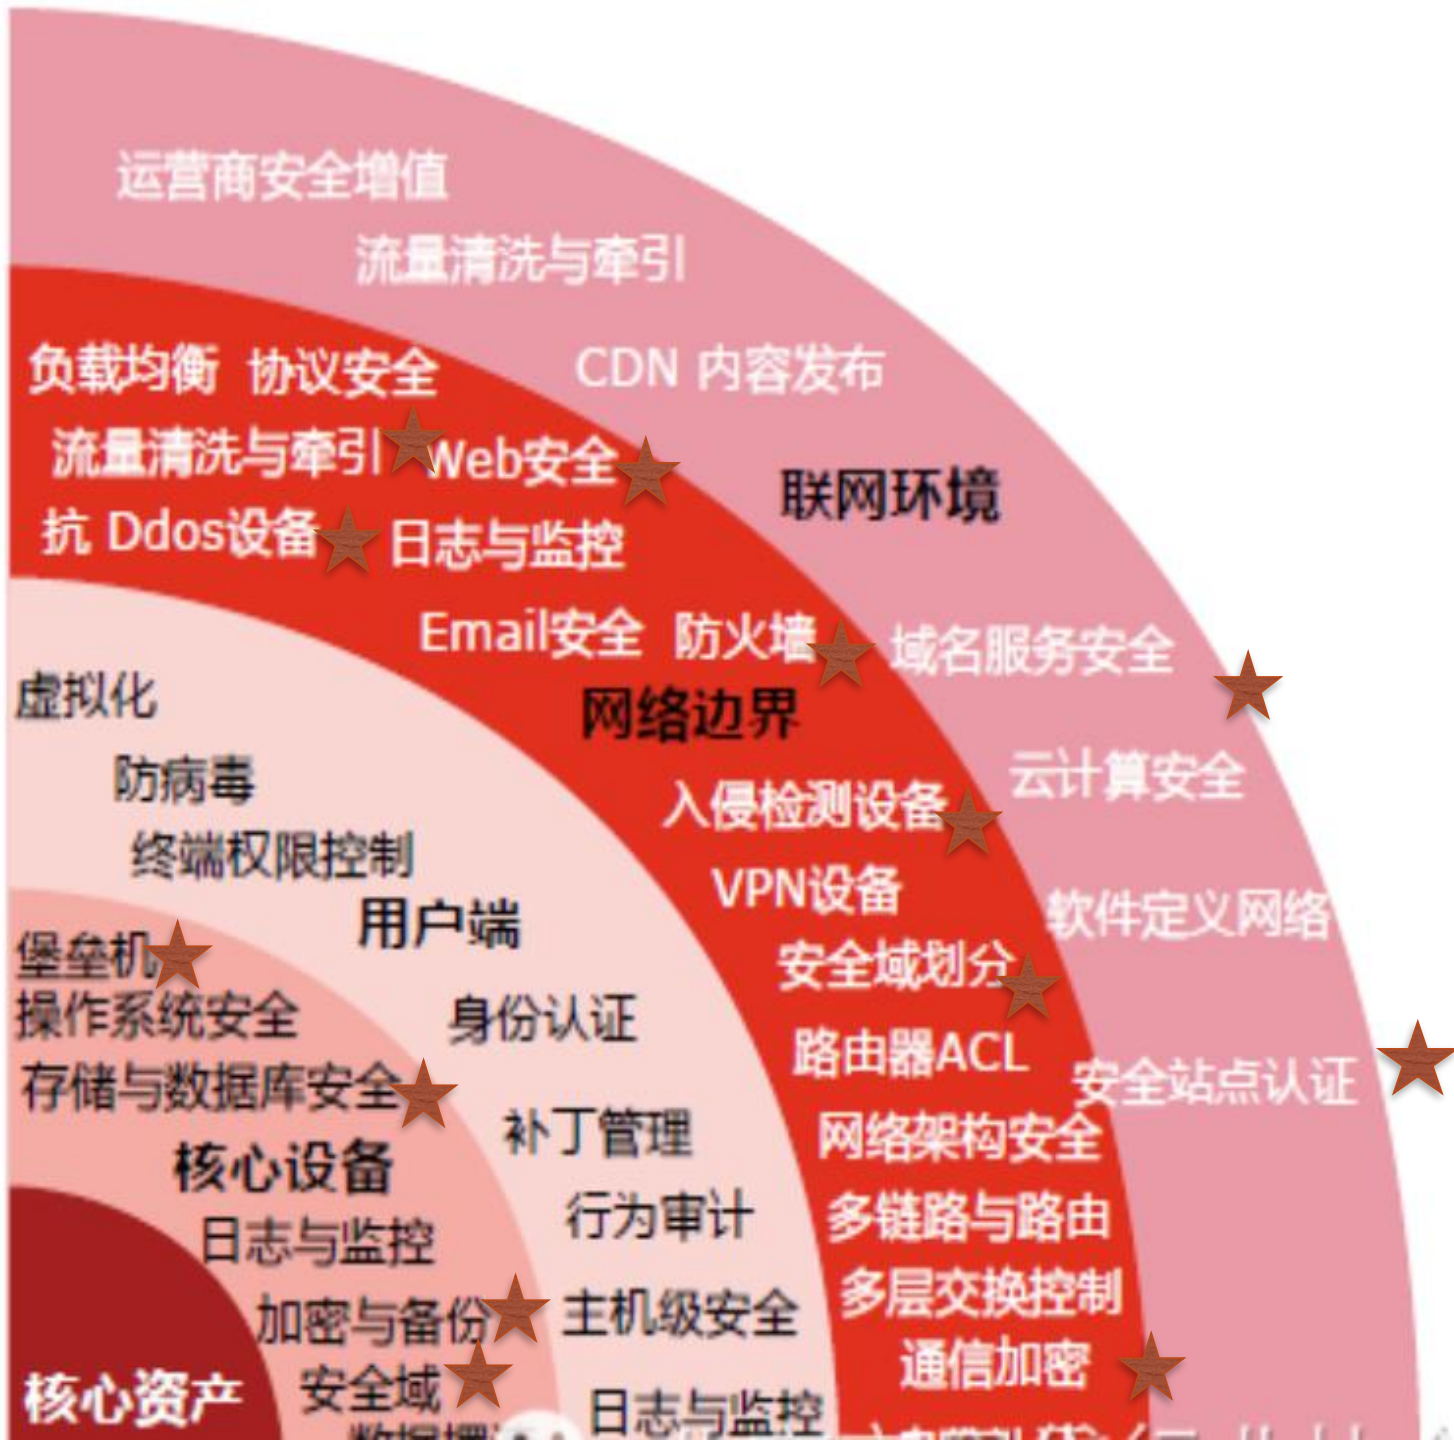 运营商安全增值
流量清洗与牵引
CDN 内容发布
联网环境
域名服务安全
云计算安全
软件定义网络
安全站点认证
负载均衡 协议安全
流量清洗与牵引 Web安全
抗 Ddos设备 日志与监控
Email安全 防火墙
网络边界
入侵检测设备
VPN设备
安全域划分
路由器ACL
网络架构安全
多链路与路由
多层交换控制
通信加密
虚拟化
防病毒
终端权限控制
用户端
身份认证
补丁管理
行为审计
主机级安全
日志与监控
堡垒机
操作系统安全
存储与数据库安全
核心设备
日志与监控
加密与备份
安全域
核心资产